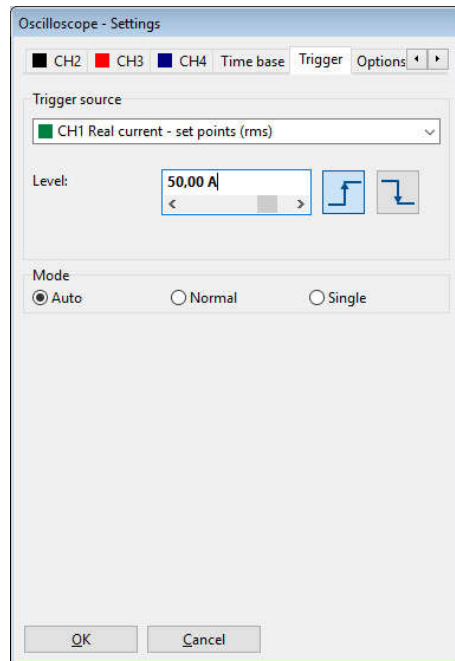 Oscilloscope - Settings
CH2 CH3 CH4 Time base Trigger Options
Trigger source
CH1 Real current - set points (rms)
Level: 50,00 A
Mode
Auto Normal Single
OK Cancel